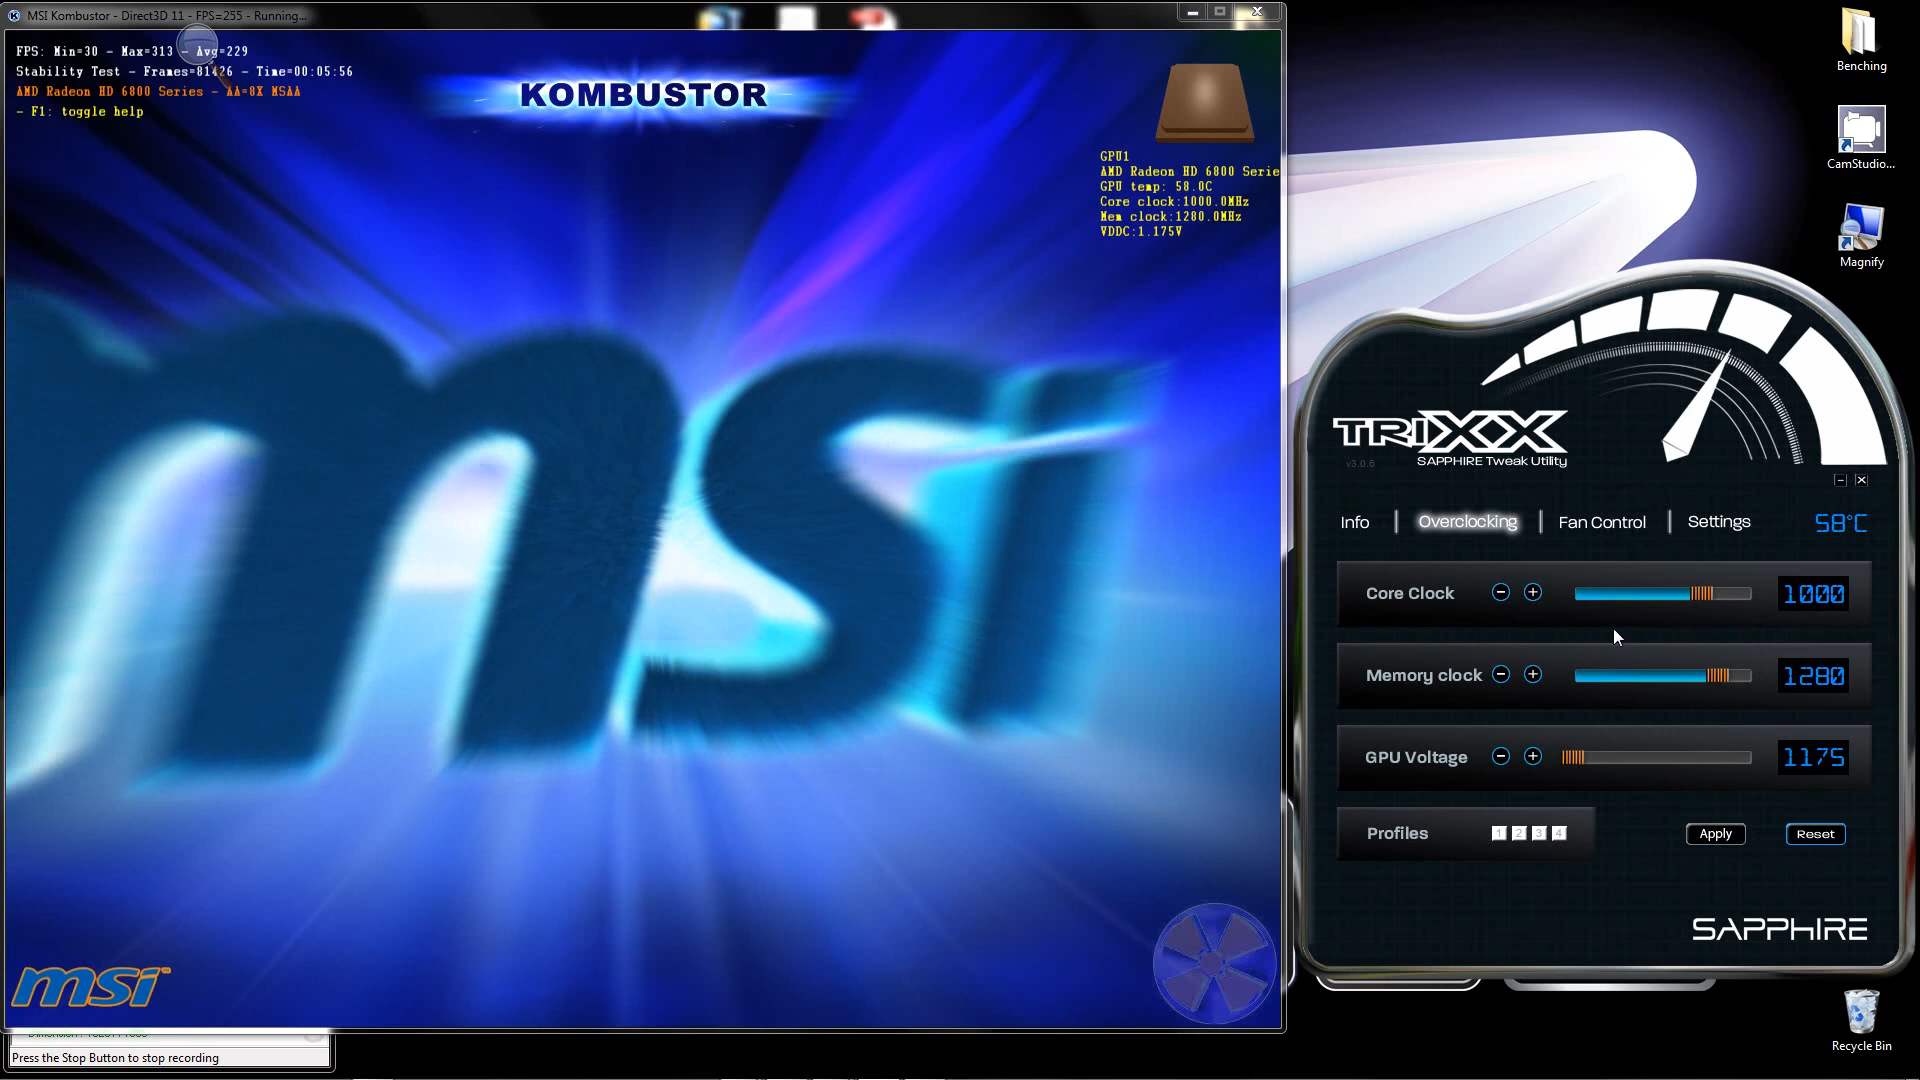 MSI Kombustor - Direct3D 11 - FPS=255 - Running...
FPS: Min=30 - Max=313 - Avg=229
Stability Test - Frames=81426 - Time=00:05:56
AMD Radeon HD 6800 Series - AA=8X MSAA
- F1: toggle help
KOMBUSTOR
GPU1
AMD Radeon HD 6800 Serie
GPU temp: 58.0C
Core clock:1000.0MHz
Mem clock:1280.0MHz
VDDC:1.175V
msi
msi
Press the Stop Button to stop recording
Benching
CamStudio...
Magnify
TRIXX
v3.0.6
SAPPHIRE Tweak Utility
Info
Overclocking
Fan Control
Settings
58°C
Core Clock
1000
Memory clock
1280
GPU Voltage
1175
Profiles
1 2 3 4
Apply
Reset
SAPPHIRE
Recycle Bin